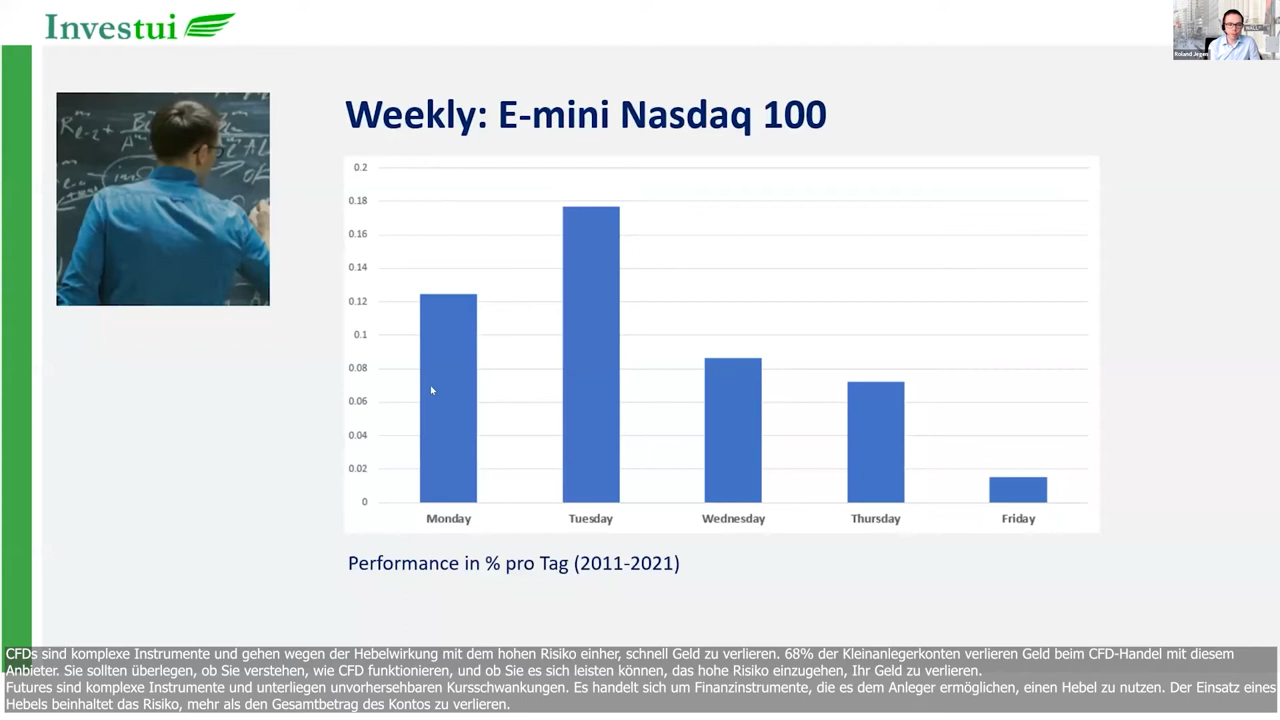 Investui
Roland Jegen
Weekly: E-mini Nasdaq 100
0.2
0.18
0.16
0.14
0.12
0.1
0.08
0.06
0.04
0.02
0
Monday Tuesday Wednesday Thursday Friday
Performance in % pro Tag (2011-2021)
CFDs sind komplexe Instrumente und gehen wegen der Hebelwirkung mit dem hohen Risiko einher, schnell Geld zu verlieren. 68% der Kleinanlegerkonten verlieren Geld beim CFD-Handel mit diesem
Anbieter. Sie sollten überlegen, ob Sie verstehen, wie CFD funktionieren, und ob Sie es sich leisten können, das hohe Risiko einzugehen, Ihr Geld zu verlieren.
Futures sind komplexe Instrumente und unterliegen unvorhersehbaren Kursschwankungen. Es handelt sich um Finanzinstrumente, die es dem Anleger ermöglichen, einen Hebel zu nutzen. Der Einsatz eines
Hebels beinhaltet das Risiko, mehr als den Gesamtbetrag des Kontos zu verlieren.